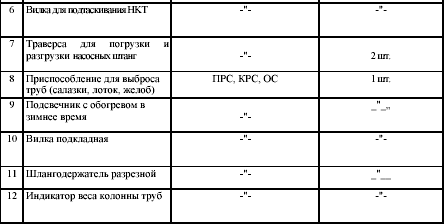 6 Вилка для подтаскивания НКТ -"- -"-
7 Траверса для погрузки и
разгрузки насосных штанг -"- 2 шт.
8 Приспособление для выброса ПРС, КРС, ОС 1 шт.
труб (салазки, лоток, желоб)
9 Подсвечник с обогревом в _"_„
зимнее время -"-
10 Вилка подкладная -"- -"-
11 Шлангодержатель разрезной -"- _"__
12 Индикатор веса колонны труб -"- -"-